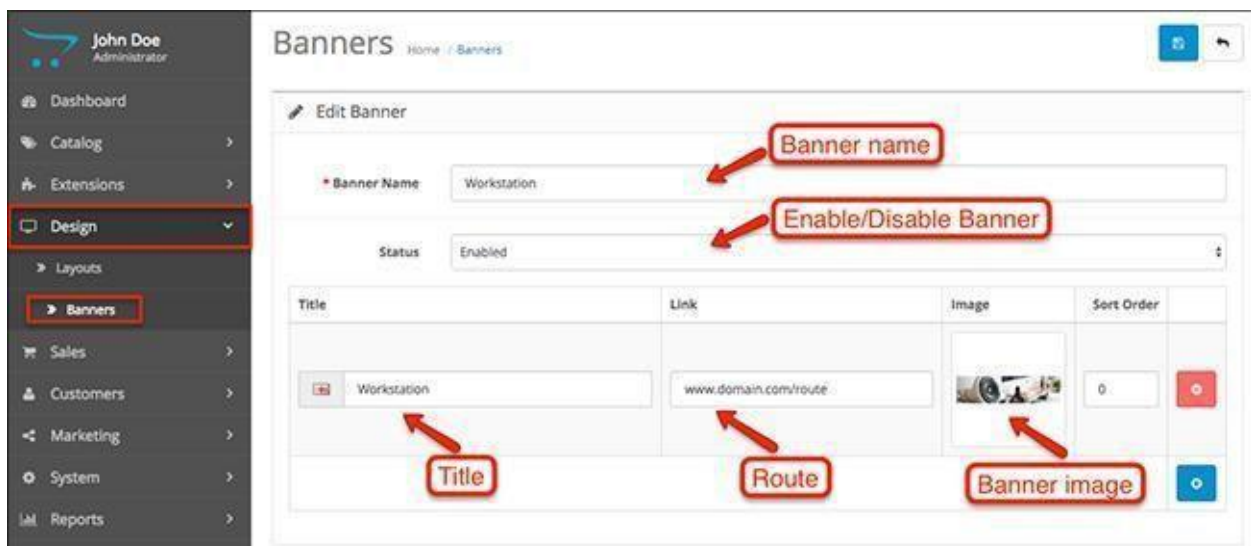 John Doe
Administrator
Dashboard
Catalog
Extensions
Design
Layouts
Banners
Sales
Customers
Marketing
System
Reports
Banners Home / Banners
Edit Banner
Banner name
* Banner Name Workstation
Enable/Disable Banner
Status Enabled
Title Link Image Sort Order
Workstation www.domain.com/route 0
Title Route Banner image